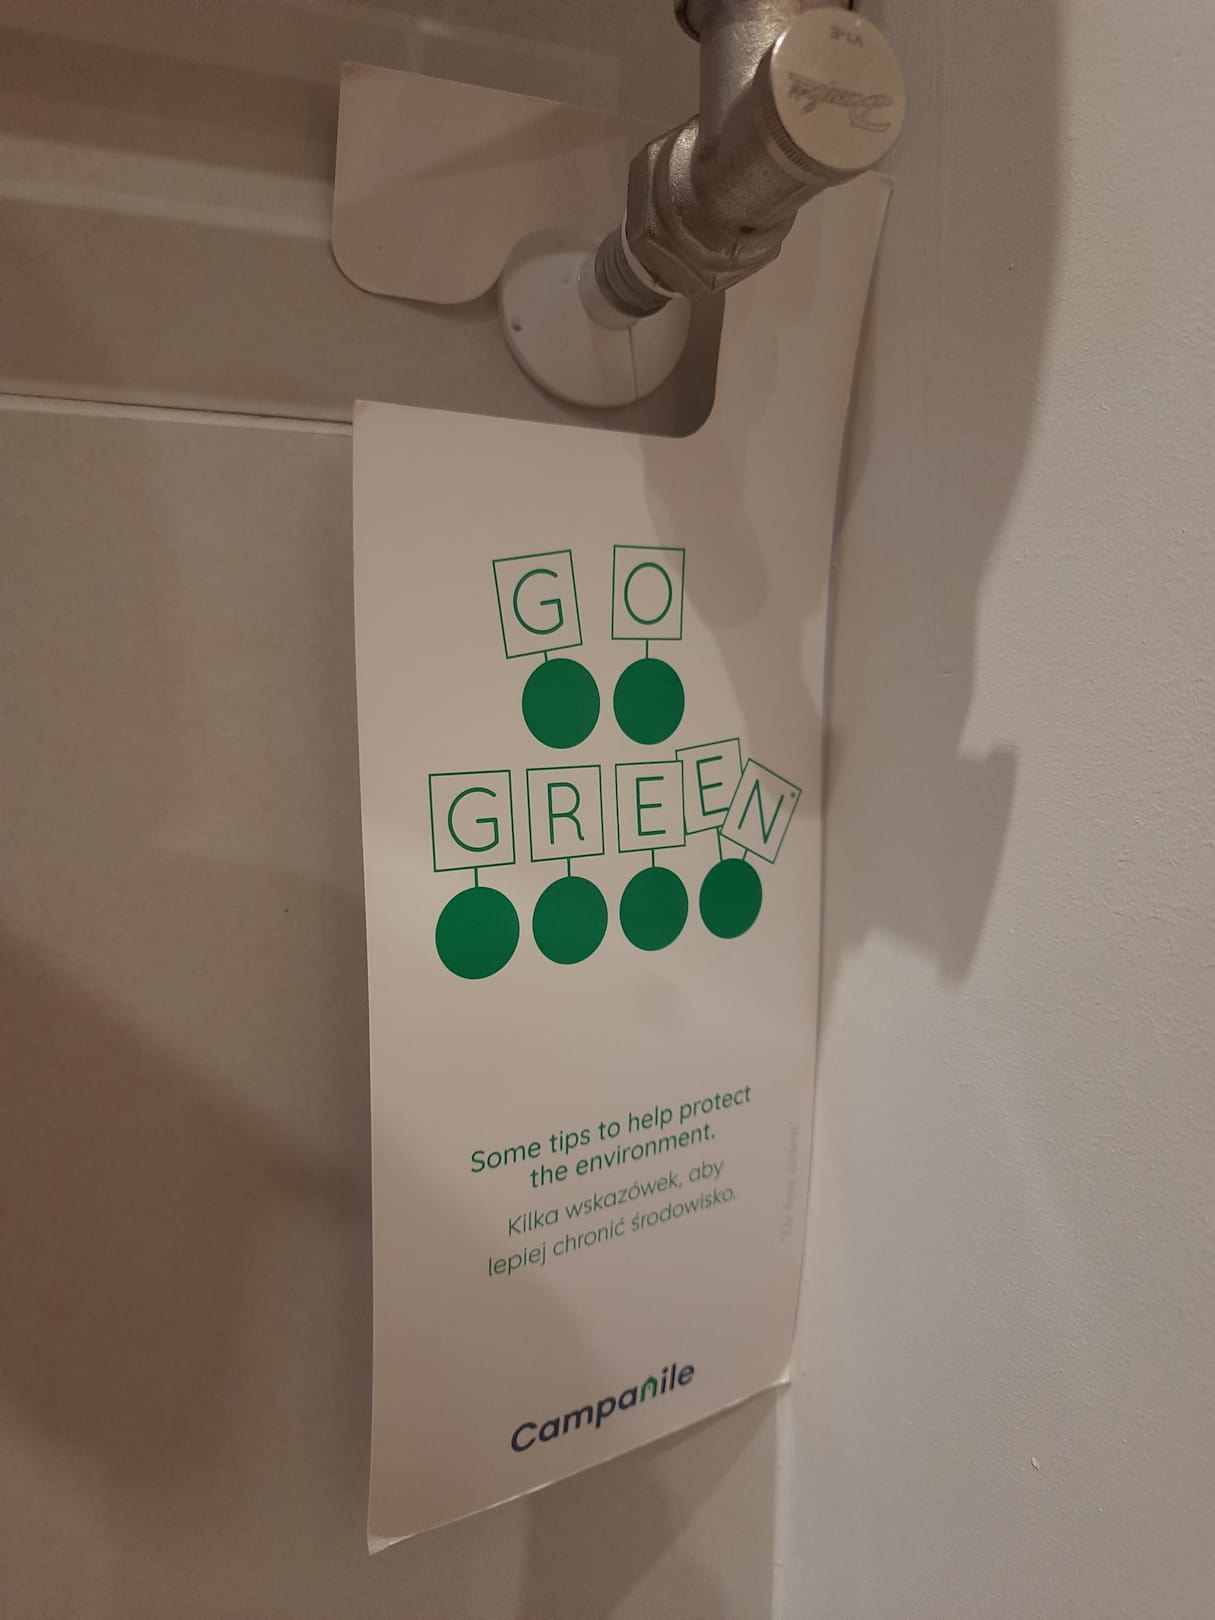 GO
GREEN*
Some tips to help protect
the environment.
Kilka wskazówek, aby
lepiej chronić środowisko.
Campanile